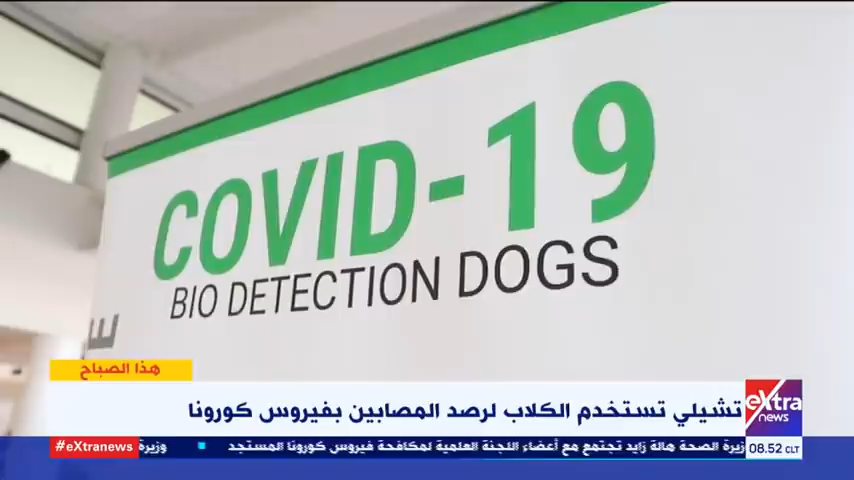 COVID-19
BIO DETECTION DOGS
هذا الصباح
تشيلي تستخدم الكلاب لرصد المصابين بفيروس كورونا
eXtra
news
#eXtranews
وزيرة الصحة هالة زايد تجتمع مع أعضاء اللجنة العلمية لمكافحة فيروس كورونا المستجد
وزيرة
08.52 CLT